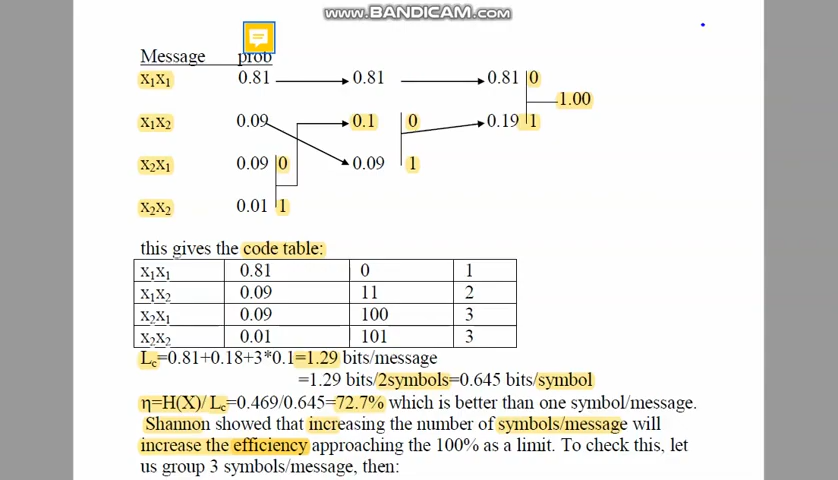 www.BANDICAM.com
Message prob
x₁x₁ 0.81 0.81 0.81 0
1.00
x₁x₂ 0.09 0.1 0 0.19 1
x₂x₁ 0.09 0 0.09 1
x₂x₂ 0.01 1
this gives the code table:
x₁x₁ 0.81 0 1
x₁x₂ 0.09 11 2
x₂x₁ 0.09 100 3
x₂x₂ 0.01 101 3
L_c=0.81+0.18+3*0.1=1.29 bits/message
=1.29 bits/2symbols=0.645 bits/symbol
η=H(X)/ L_c=0.469/0.645=72.7% which is better than one symbol/message.
Shannon showed that increasing the number of symbols/message will
increase the efficiency approaching the 100% as a limit. To check this, let
us group 3 symbols/message, then: